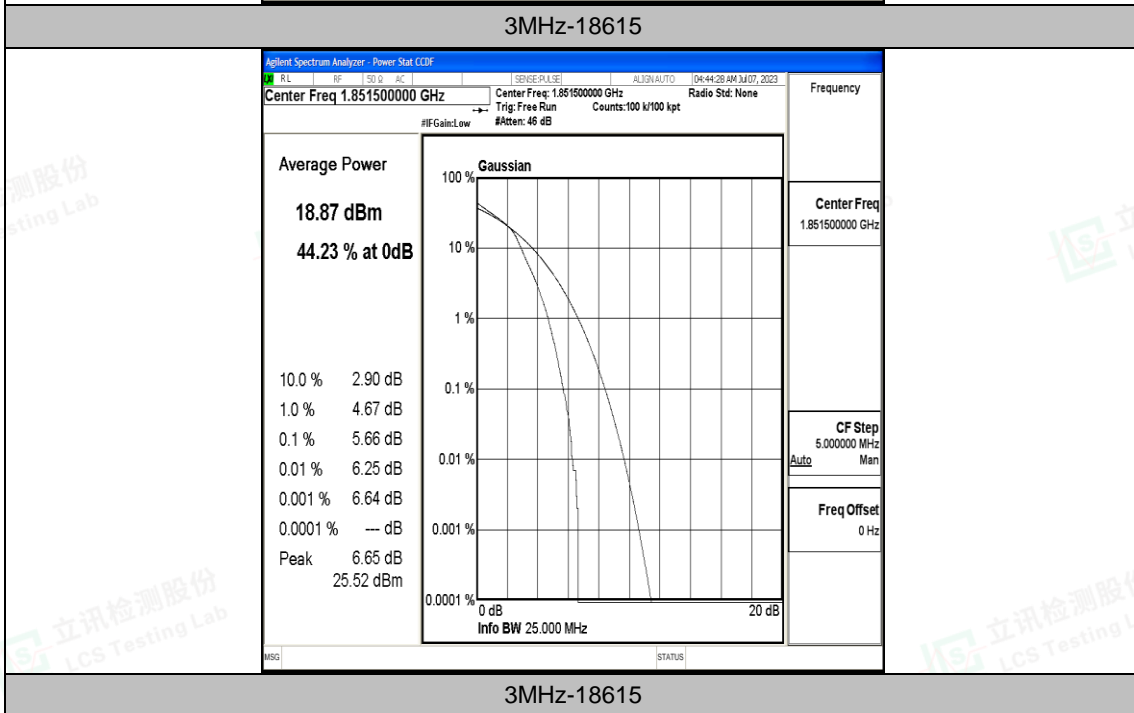 3MHz-18615
Agilent Spectrum Analyzer - Power Stat CCDF
RL RF 50 Ω AC SENSE:PULSE ALIGN AUTO 04:44:28 AM Jul 07, 2023
Center Freq 1.851500000 GHz
Center Freq: 1.851500000 GHz Radio Std: None
Trig: Free Run Counts:100 k/100 kpt
#IFGain:Low #Atten: 46 dB
Frequency
Average Power
18.87 dBm
44.23 % at 0dB
10.0 % 2.90 dB
1.0 % 4.67 dB
0.1 % 5.66 dB
0.01 % 6.25 dB
0.001 % 6.64 dB
0.0001 % --- dB
Peak 6.65 dB
25.52 dBm
Gaussian
100 %
10 %
1 %
0.1 %
0.01 %
0.001 %
0.0001 %
0 dB 20 dB
Info BW 25.000 MHz
Center Freq
1.851500000 GHz
CF Step
5.000000 MHz
Auto Man
Freq Offset
0 Hz
MSG STATUS
3MHz-18615
立讯检测股份
LCS Testing Lab
立讯检测股份
LCS Testing L